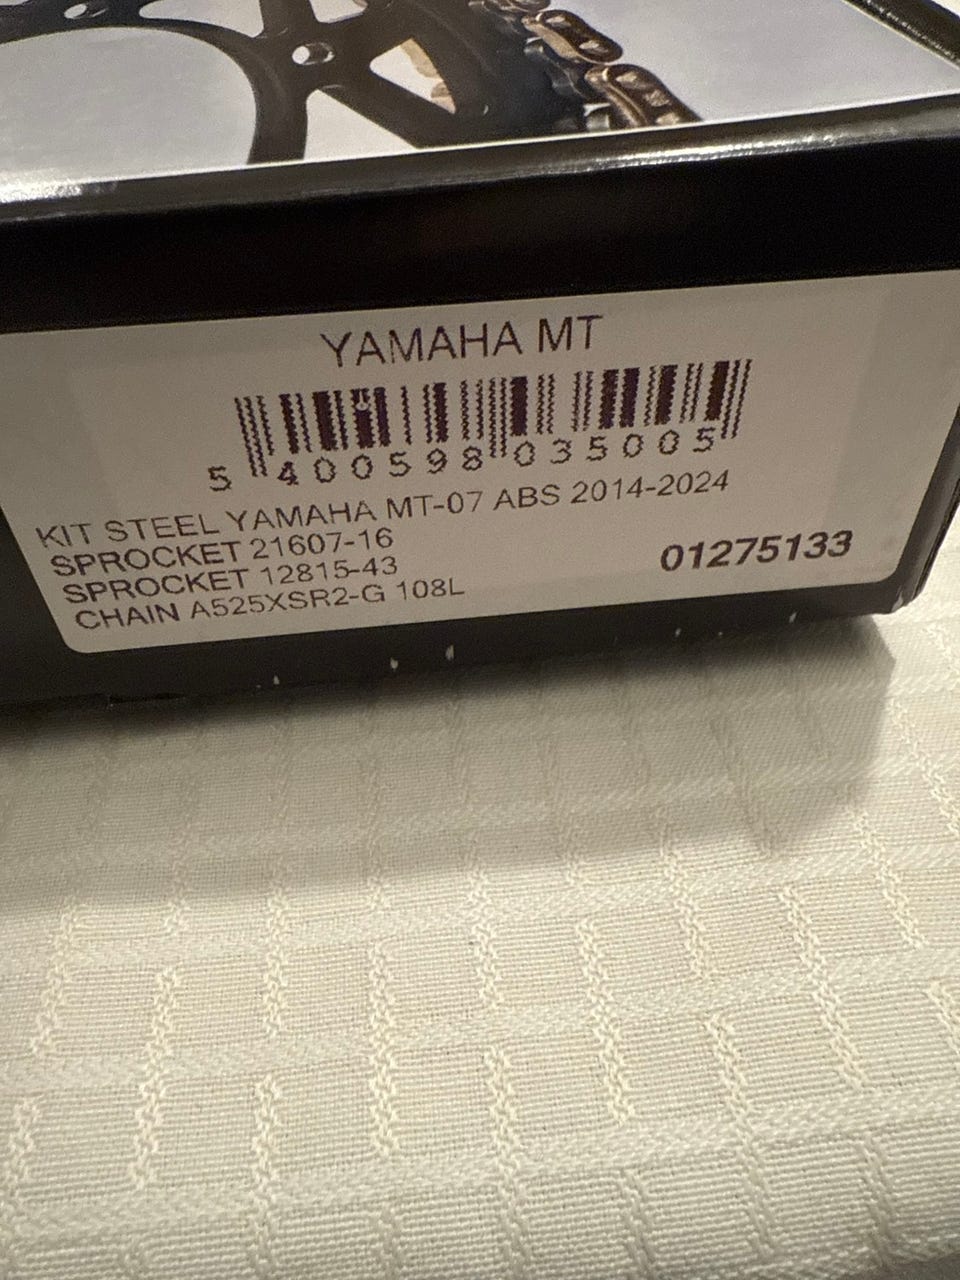 YAMAHA MT
5 400598 035005
KIT STEEL YAMAHA MT-07 ABS 2014-2024
SPROCKET 21607-16
SPROCKET 12815-43
CHAIN A525XSR2-G 108L
01275133